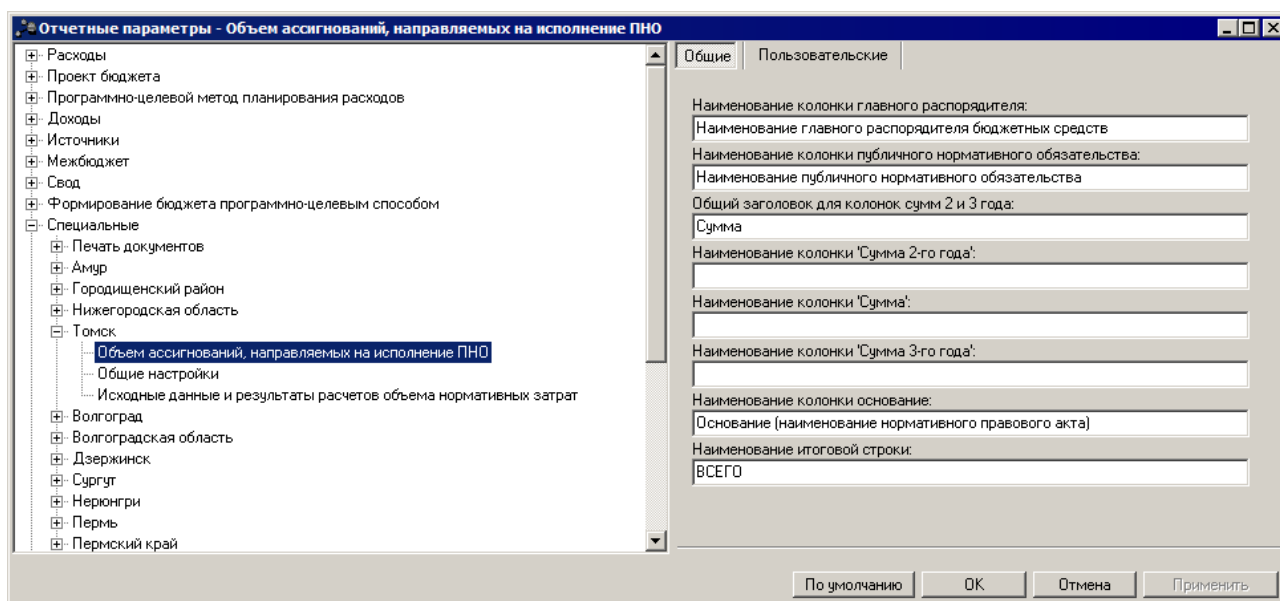 Отчетные параметры - Объем ассигнований, направляемых на исполнение ПНО
Расходы
Проект бюджета
Программно-целевой метод планирования расходов
Доходы
Источники
Межбюджет
Свод
Формирование бюджета программно-целевым способом
Специальные
Печать документов
Амур
Городищенский район
Нижегородская область
Томск
Объем ассигнований, направляемых на исполнение ПНО
Общие настройки
Исходные данные и результаты расчетов объема нормативных затрат
Волгоград
Волгоградская область
Дзержинск
Сургут
Нерюнгри
Пермь
Пермский край
Общие
Пользовательские
Наименование колонки главного распорядителя:
Наименование главного распорядителя бюджетных средств
Наименование колонки публичного нормативного обязательства:
Наименование публичного нормативного обязательства
Общий заголовок для колонок сумм 2 и 3 года:
Сумма
Наименование колонки 'Сумма 2-го года':
Наименование колонки 'Сумма':
Наименование колонки 'Сумма 3-го года':
Наименование колонки основание:
Основание (наименование нормативного правового акта)
Наименование итоговой строки:
ВСЕГО
По умолчанию
ОК
Отмена
Применить